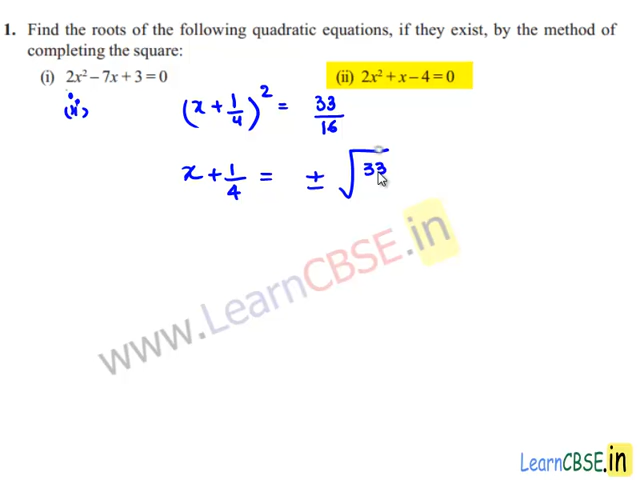 1. Find the roots of the following quadratic equations, if they exist, by the method of
completing the square:
(i) 2x² – 7x + 3 = 0 (ii) 2x² + x – 4 = 0
(ii) (x + 1/4)² = 33/16
x + 1/4 = ± √33
www.LearnCBSE.in
LearnCBSE.in